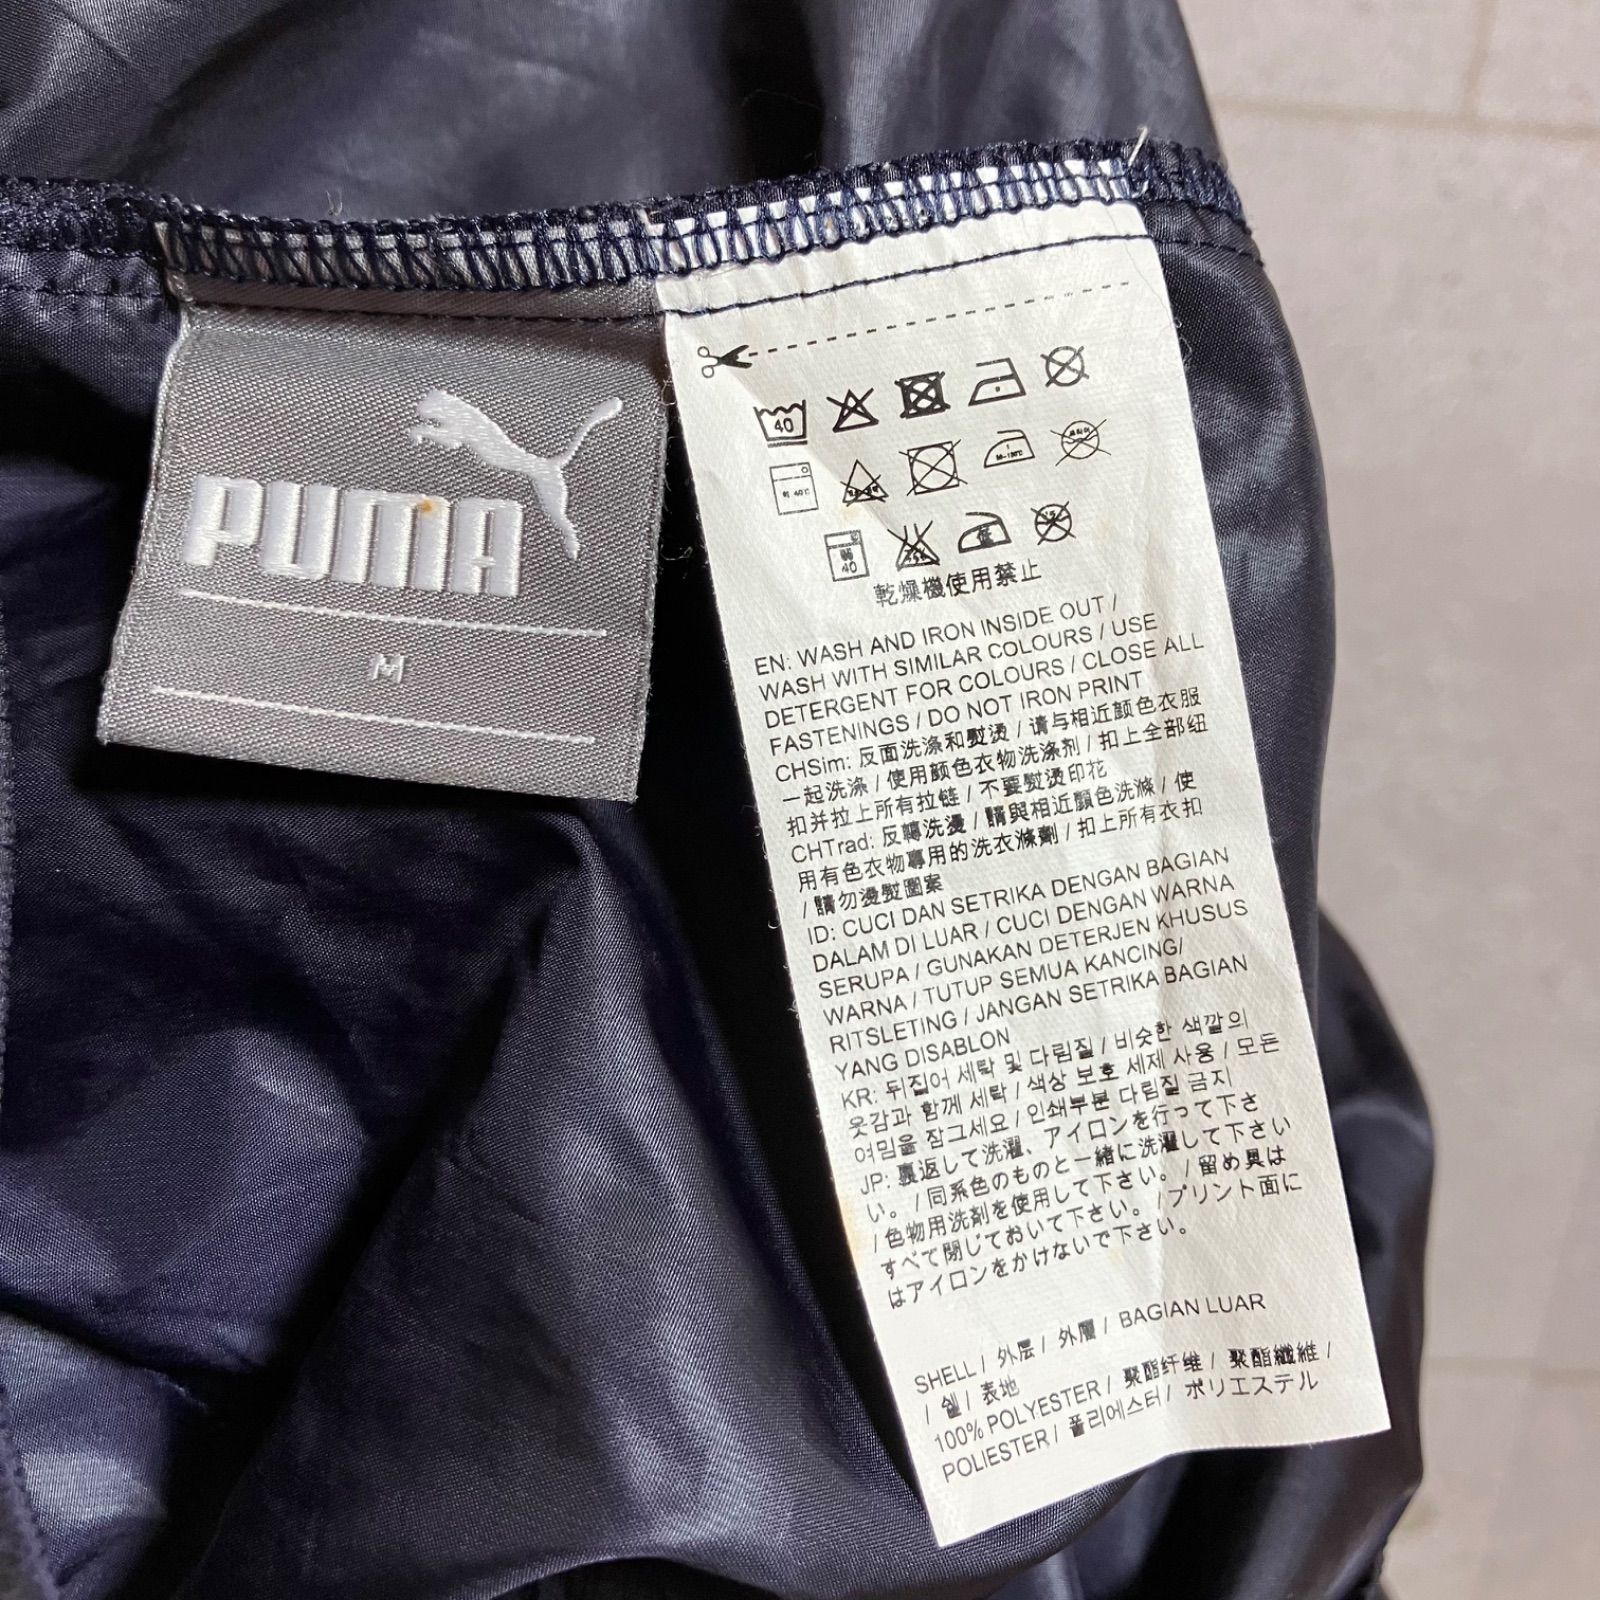 PUMA
M
40
40
乾燥機使用禁止
EN: WASH AND IRON INSIDE OUT /
WASH WITH SIMILAR COLOURS / USE
DETERGENT FOR COLOURS / CLOSE ALL
FASTENINGS / DO NOT IRON PRINT
CHSim: 反面洗涤和熨烫 / 请与相近颜色衣服
一起洗涤 / 使用颜色衣物洗涤剂 / 扣上全部纽
扣并拉上所有拉链 / 不要熨烫印花
CHTrad: 反轉洗燙 / 請與相近顏色洗滌 / 使
用有色衣物專用的洗衣滌劑 / 扣上所有衣扣
/ 請勿燙熨圖案
ID: CUCI DAN SETRIKA DENGAN BAGIAN
DALAM DI LUAR / CUCI DENGAN WARNA
SERUPA / GUNAKAN DETERJEN KHUSUS
WARNA / TUTUP SEMUA KANCING/
RITSLETING / JANGAN SETRIKA BAGIAN
YANG DISABLON
KR: 뒤집어 세탁 및 다림질 / 비슷한 색깔의
옷감과 함께 세탁 / 색상 보호 세제 사용 / 모든
여밈을 잠그세요 / 인쇄부분 다림질 금지
JP: 裏返して洗濯、アイロンを行って下さ
い。 / 同系色のものと一緒に洗濯して下さい
/ 色物用洗剤を使用して下さい。 / 留め具は
すべて閉じておいて下さい。 / プリント面に
はアイロンをかけないで下さい。
SHELL / 外层 / 外層 / BAGIAN LUAR
/ 쉘 / 表地
100% POLYESTER / 聚酯纤维 / 聚酯纖維 /
POLIESTER / 폴리에스터 / ポリエステル